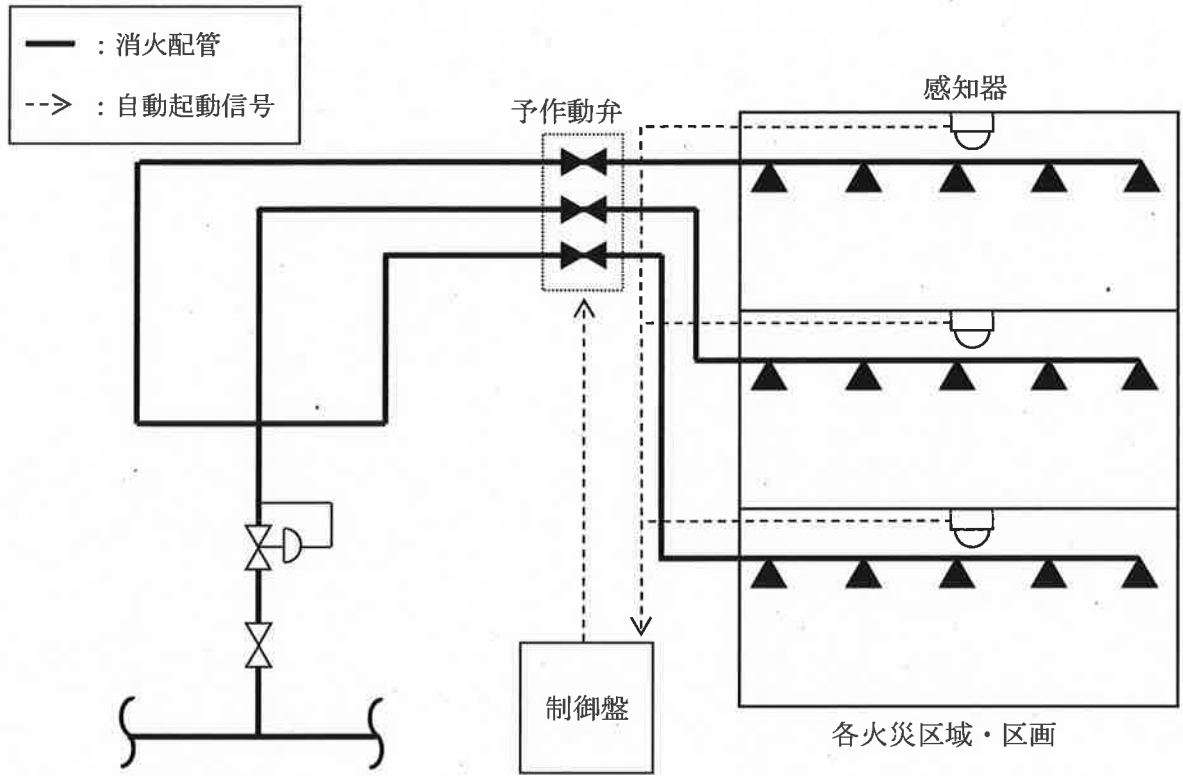 : 消火配管
: 自動起動信号
予作動弁
感知器
制御盤
各火災区域・区画